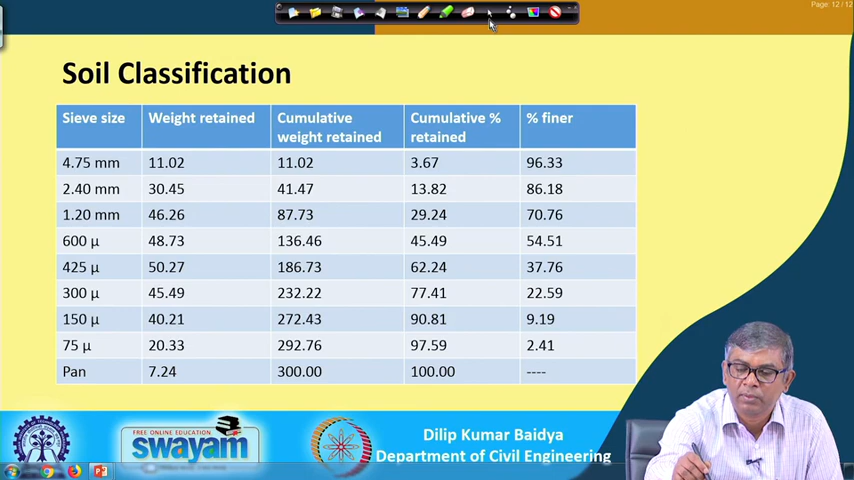 Page: 12 / 12
Soil Classification
Sieve size Weight retained Cumulative weight retained Cumulative % retained % finer
4.75 mm 11.02 11.02 3.67 96.33
2.40 mm 30.45 41.47 13.82 86.18
1.20 mm 46.26 87.73 29.24 70.76
600 µ 48.73 136.46 45.49 54.51
425 µ 50.27 186.73 62.24 37.76
300 µ 45.49 232.22 77.41 22.59
150 µ 40.21 272.43 90.81 9.19
75 µ 20.33 292.76 97.59 2.41
Pan 7.24 300.00 100.00 ----
FREE ONLINE EDUCATION
swayam
Dilip Kumar Baidya
Department of Civil Engineering